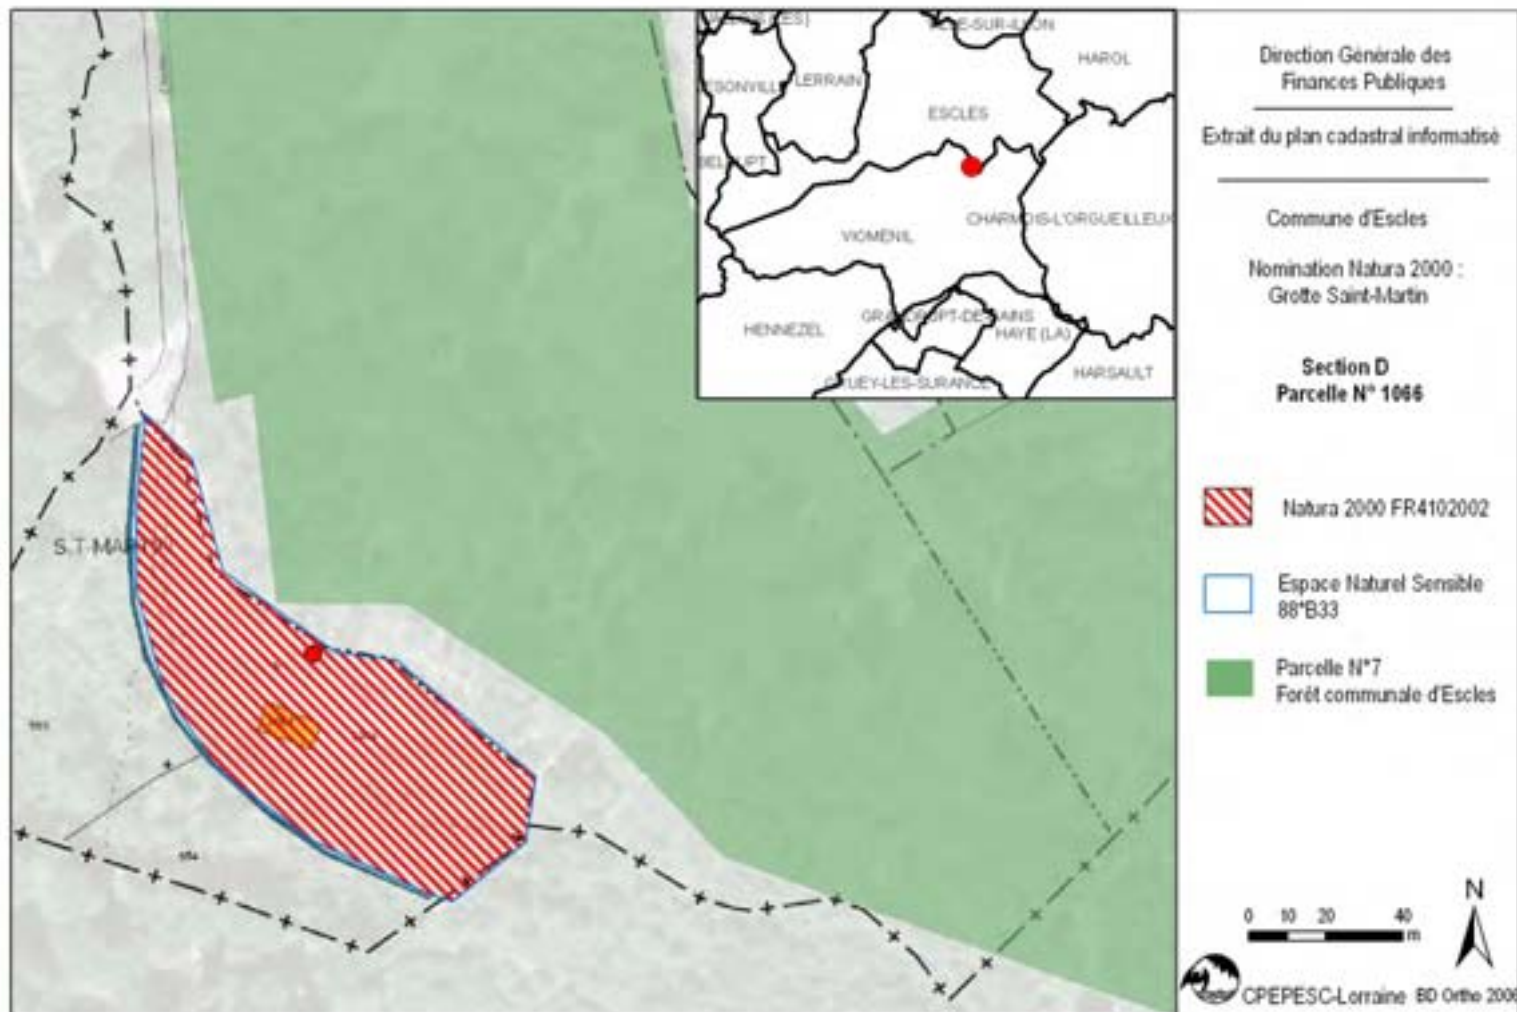 HAROL
LERRAIN
ESCLES
CHARMOIS-L'ORGUEILLEUX
VIOMÉNIL
HENNEZEL
HAYE (LA)
HARSAULT
Direction Générale des
Finances Publiques
Extrait du plan cadastral informatisé
Commune d'Escles
Nomination Natura 2000 :
Grotte Saint-Martin
Section D
Parcelle N° 1066
Natura 2000 FR4102002
Espace Naturel Sensible
88*B33
Parcelle N°7
Forêt communale d'Escles
N
0 10 20 40
m
CPEPESC-Lorraine BD Ortho 2006